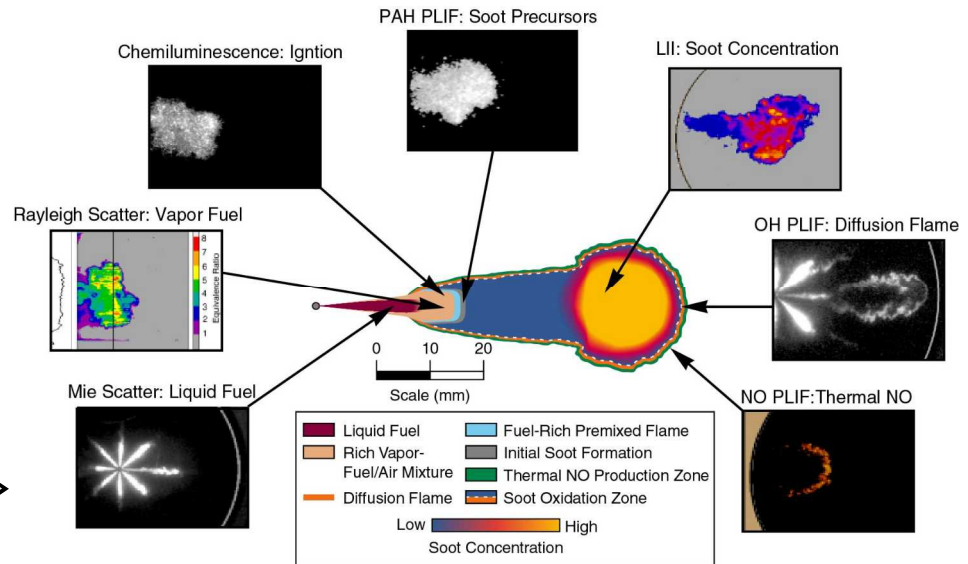 PAH PLIF: Soot Precursors
Chemiluminescence: Igntion
LII: Soot Concentration
Rayleigh Scatter: Vapor Fuel
8
7
6
5
4
3
2
1
Equivalence Ratio
OH PLIF: Diffusion Flame
0 10 20
Scale (mm)
Mie Scatter: Liquid Fuel
NO PLIF:Thermal NO
Liquid Fuel
Rich Vapor-
Fuel/Air Mixture
Diffusion Flame
Fuel-Rich Premixed Flame
Initial Soot Formation
Thermal NO Production Zone
Soot Oxidation Zone
Low High
Soot Concentration